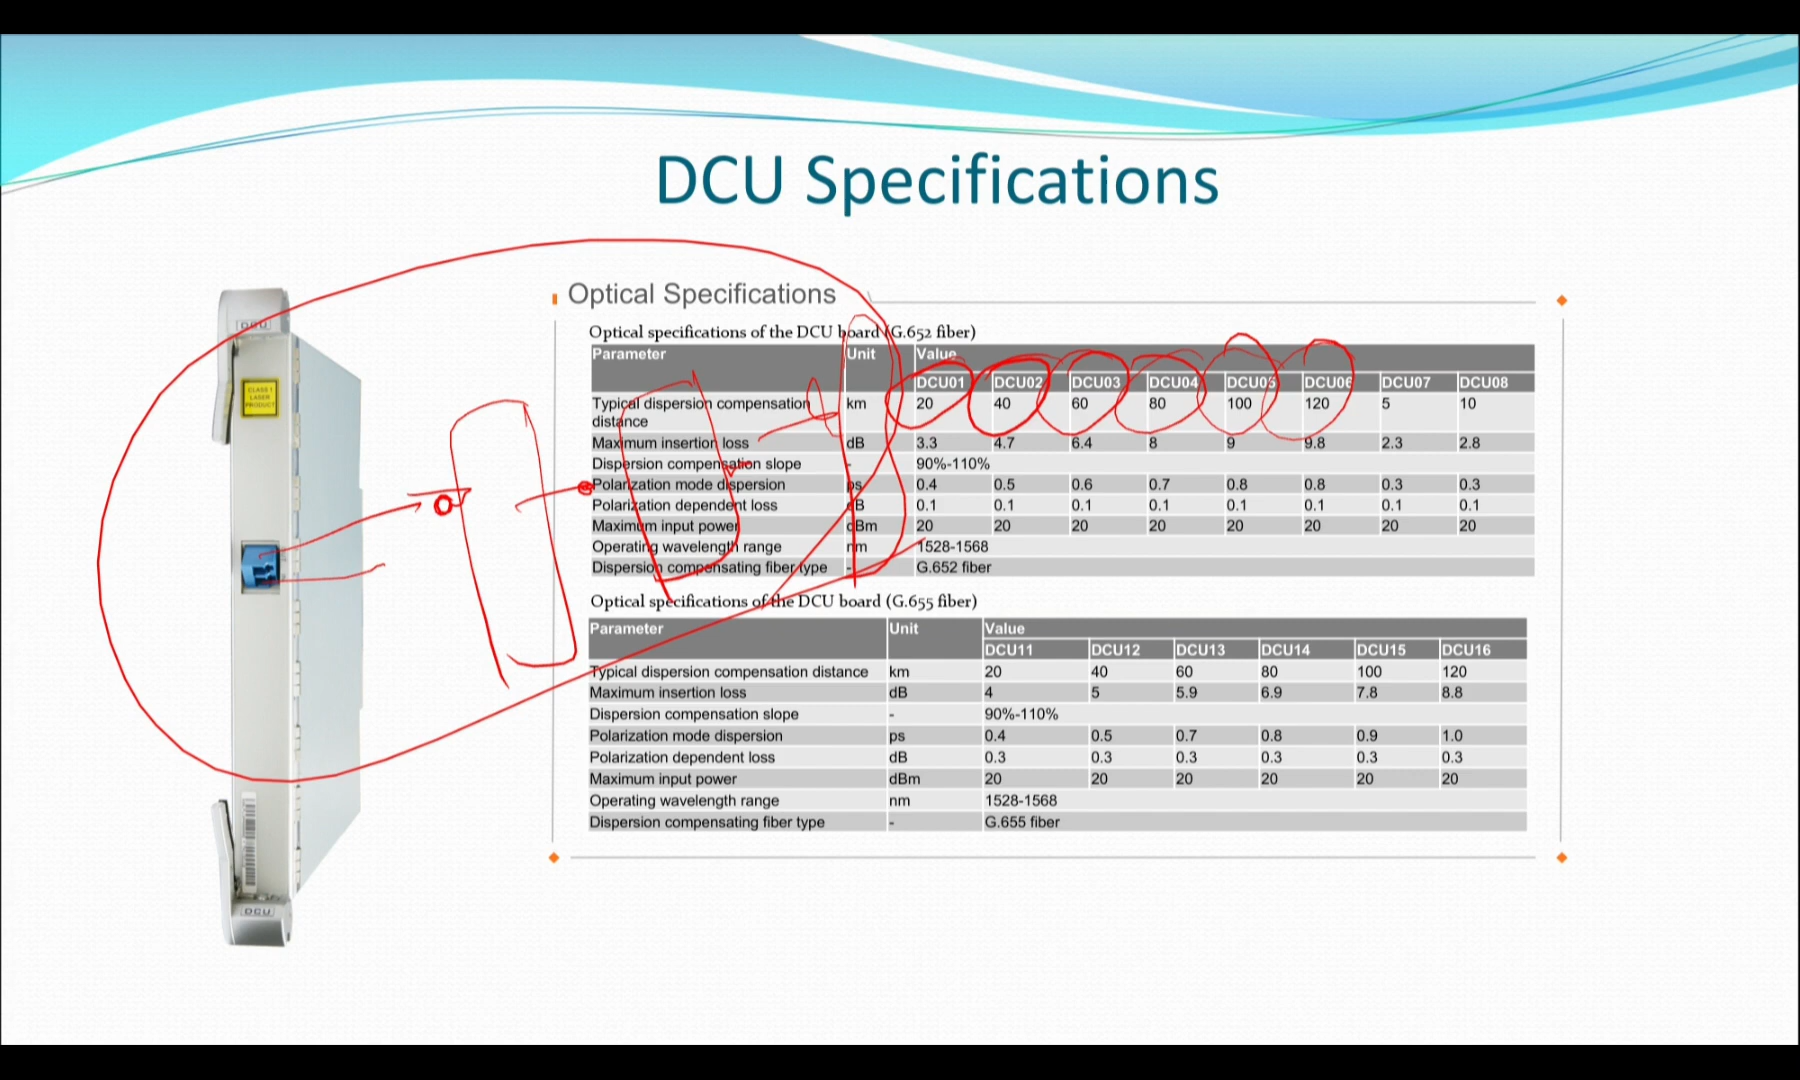 DCU Specifications
DCU
CLASS 1
LASER
PRODUCT
DCU
Optical Specifications
Optical specifications of the DCU board (G.652 fiber)
Parameter Unit Value
DCU01 DCU02 DCU03 DCU04 DCU05 DCU06 DCU07 DCU08
Typical dispersion compensation distance km 20 40 60 80 100 120 5 10
Maximum insertion loss dB 3.3 4.7 6.4 8 9 9.8 2.3 2.8
Dispersion compensation slope - 90%-110%
Polarization mode dispersion ps 0.4 0.5 0.6 0.7 0.8 0.8 0.3 0.3
Polarization dependent loss dB 0.1 0.1 0.1 0.1 0.1 0.1 0.1 0.1
Maximum input power dBm 20 20 20 20 20 20 20 20
Operating wavelength range nm 1528-1568
Dispersion compensating fiber type - G.652 fiber
Optical specifications of the DCU board (G.655 fiber)
Parameter Unit Value
DCU11 DCU12 DCU13 DCU14 DCU15 DCU16
Typical dispersion compensation distance km 20 40 60 80 100 120
Maximum insertion loss dB 4 5 5.9 6.9 7.8 8.8
Dispersion compensation slope - 90%-110%
Polarization mode dispersion ps 0.4 0.5 0.7 0.8 0.9 1.0
Polarization dependent loss dB 0.3 0.3 0.3 0.3 0.3 0.3
Maximum input power dBm 20 20 20 20 20 20
Operating wavelength range nm 1528-1568
Dispersion compensating fiber type - G.655 fiber